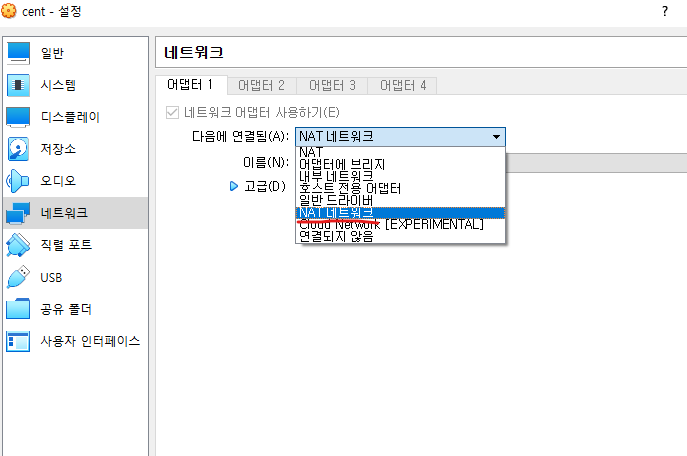 cent - 설정
?
일반
시스템
디스플레이
저장소
오디오
네트워크
직렬 포트
USB
공유 폴더
사용자 인터페이스
네트워크
어댑터 1 어댑터 2 어댑터 3 어댑터 4
네트워크 어댑터 사용하기(E)
다음에 연결됨(A): NAT 네트워크
이름(N):
고급(D)
NAT
어댑터에 브리지
내부 네트워크
호스트 전용 어댑터
일반 드라이버
NAT 네트워크
Cloud Network [EXPERIMENTAL]
연결되지 않음